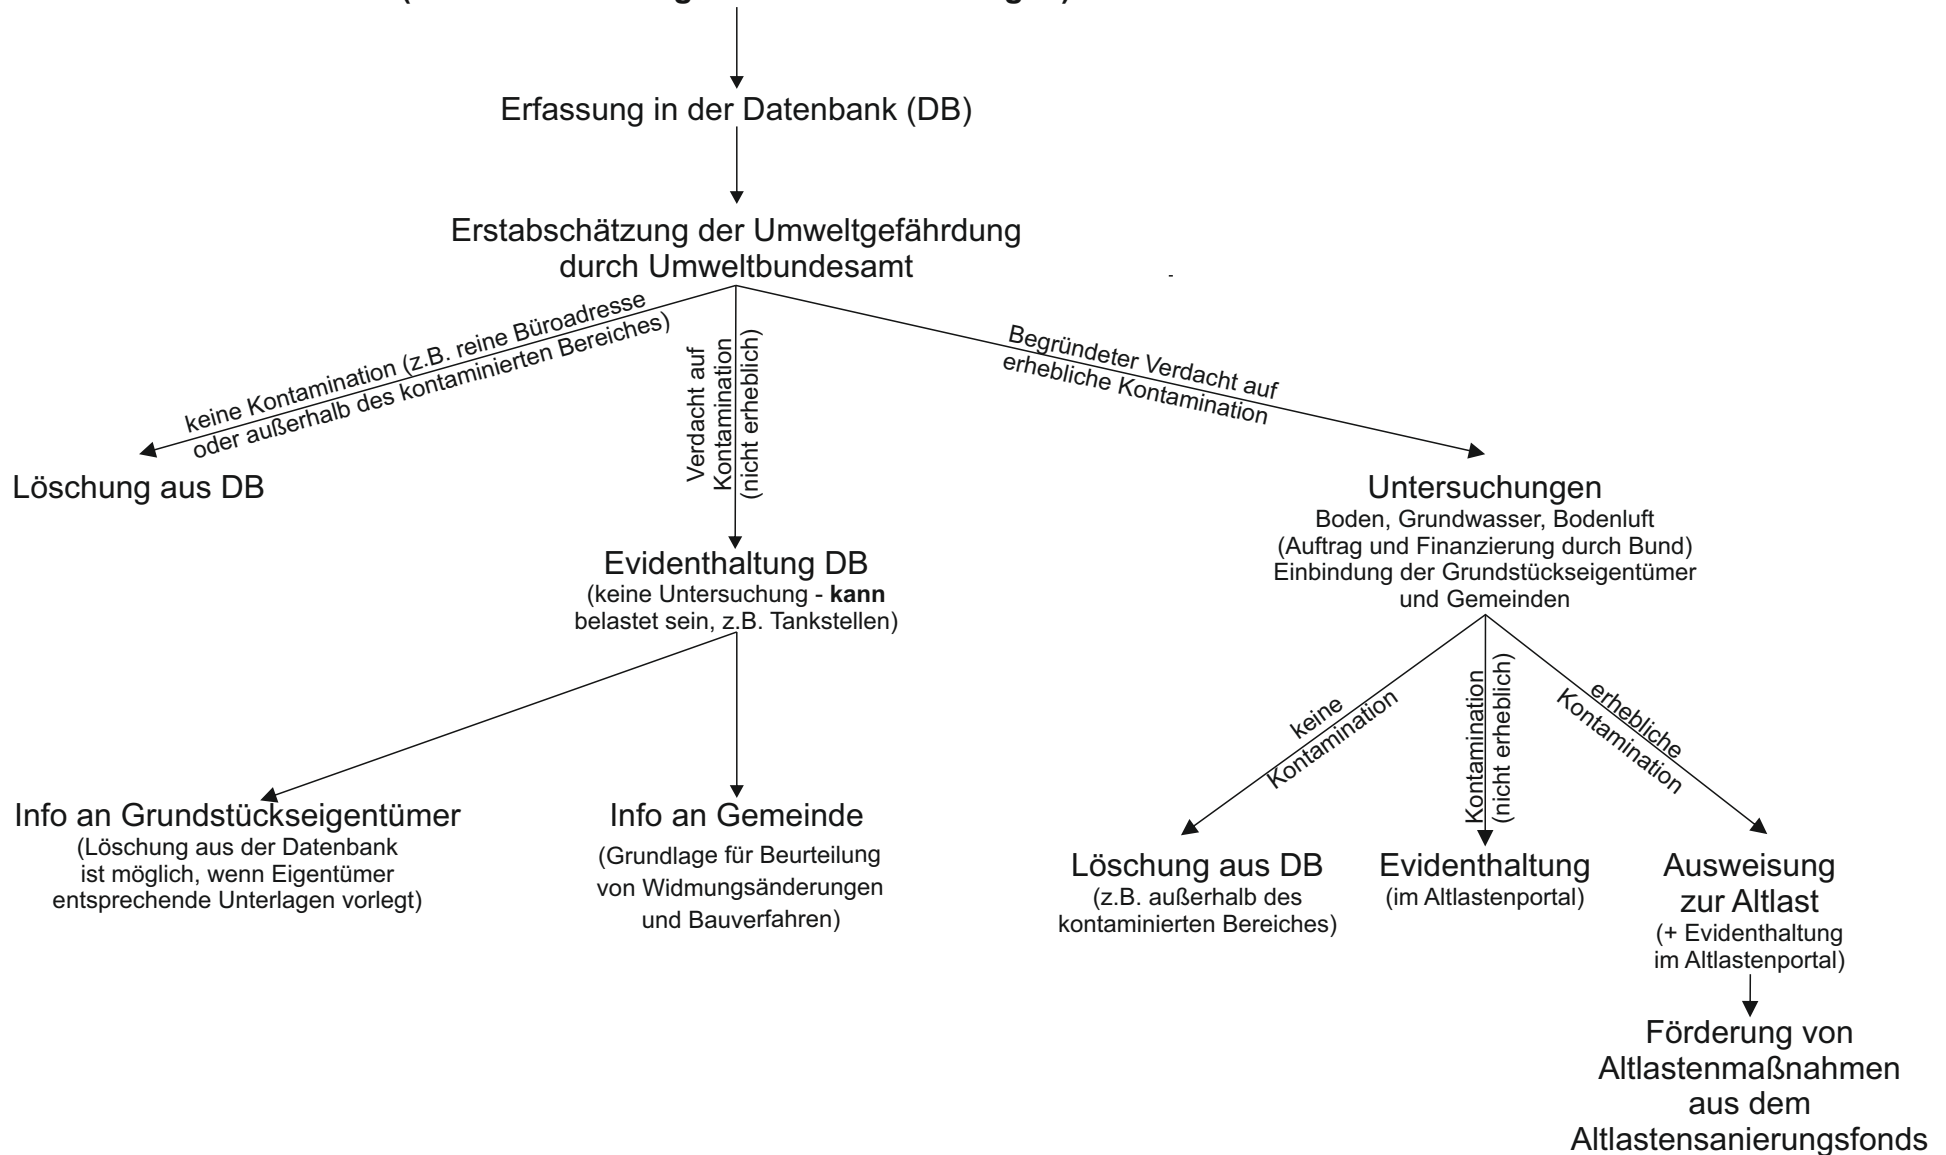 Erfassung in der Datenbank (DB)
Erstabschätzung der Umweltgefährdung
durch Umweltbundesamt
keine Kontamination (z.B. reine Büroadresse
oder außerhalb des kontaminierten Bereiches)
Verdacht auf
Kontamination
(nicht erheblich)
Begründeter Verdacht auf
erhebliche Kontamination
Löschung aus DB
Evidenthaltung DB
(keine Untersuchung - kann
belastet sein, z.B. Tankstellen)
Untersuchungen
Boden, Grundwasser, Bodenluft
(Auftrag und Finanzierung durch Bund)
Einbindung der Grundstückseigentümer
und Gemeinden
Info an Grundstückseigentümer
(Löschung aus der Datenbank
ist möglich, wenn Eigentümer
entsprechende Unterlagen vorlegt)
Info an Gemeinde
(Grundlage für Beurteilung
von Widmungsänderungen
und Bauverfahren)
keine
Kontamination
Kontamination
(nicht erheblich)
erhebliche
Kontamination
Löschung aus DB
(z.B. außerhalb des
kontaminierten Bereiches)
Evidenthaltung
(im Altlastenportal)
Ausweisung
zur Altlast
(+ Evidenthaltung
im Altlastenportal)
Förderung von
Altlastenmaßnahmen
aus dem
Altlastensanierungsfonds